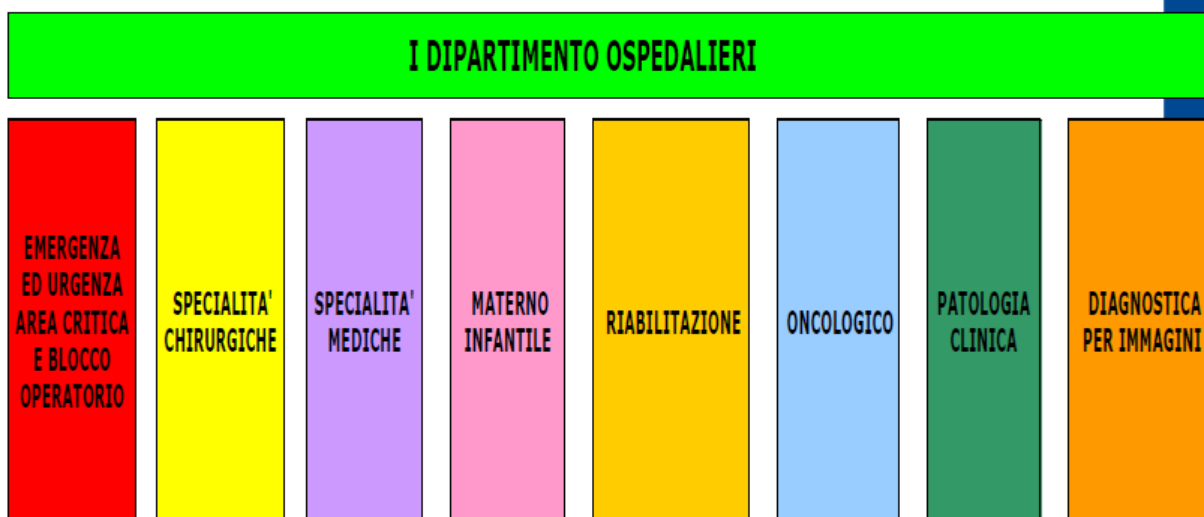 I DIPARTIMENTO OSPEDALIERI
EMERGENZA
ED URGENZA
AREA CRITICA
E BLOCCO
OPERATORIO
SPECIALITA'
CHIRURGICHE
SPECIALITA'
MEDICHE
MATERNO
INFANTILE
RIABILITAZIONE
ONCOLOGICO
PATOLOGIA
CLINICA
DIAGNOSTICA
PER IMMAGINI